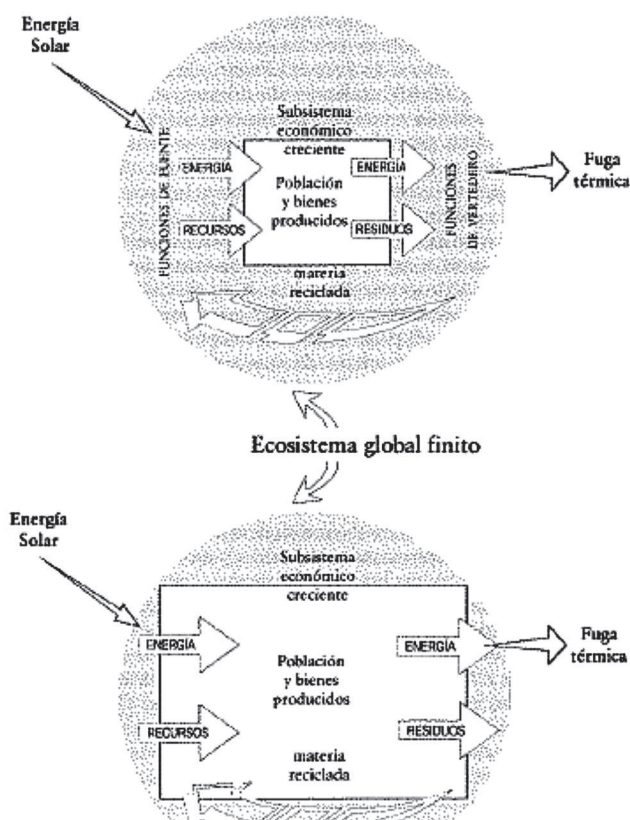 Energía
Solar
FUNCIONES DE FUENTE
Subsistema
económico
creciente
ENERGÍA
ENERGÍA
Población
y bienes
producidos
RECURSOS
RESIDUOS
FUNCIONES
DE VERTEDERO
Fuga
térmica
materia
reciclada
Ecosistema global finito
Energía
Solar
Subsistema
económico
creciente
ENERGÍA
ENERGÍA
Fuga
térmica
Población
y bienes
producidos
RECURSOS
RESIDUOS
materia
reciclada